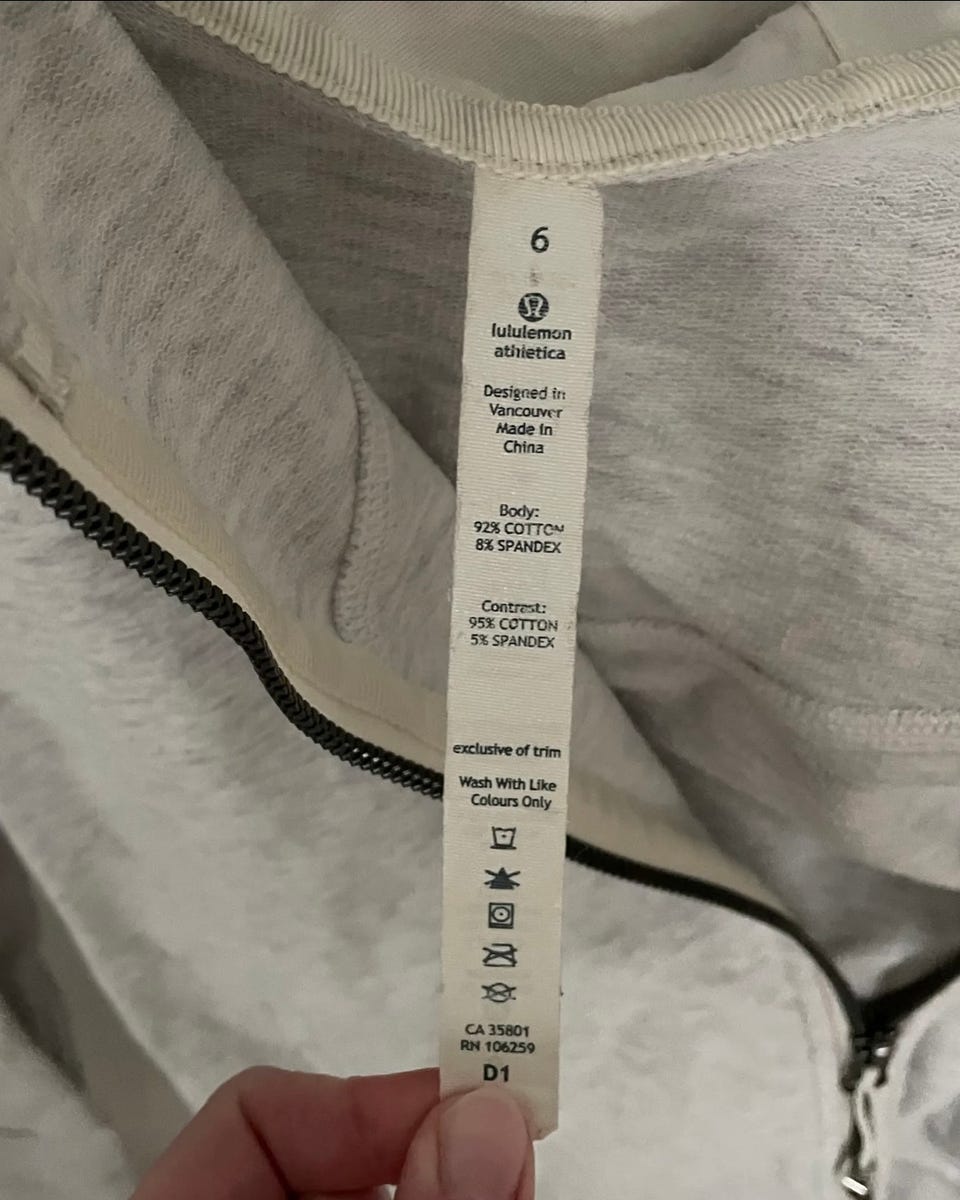 6
lululemon
athletica
Designed in
Vancouver
Made in
China
Body:
92% COTTON
8% SPANDEX
Contrast:
95% COTTON
5% SPANDEX
exclusive of trim
Wash With Like
Colours Only
CA 35801
RN 106259
D1